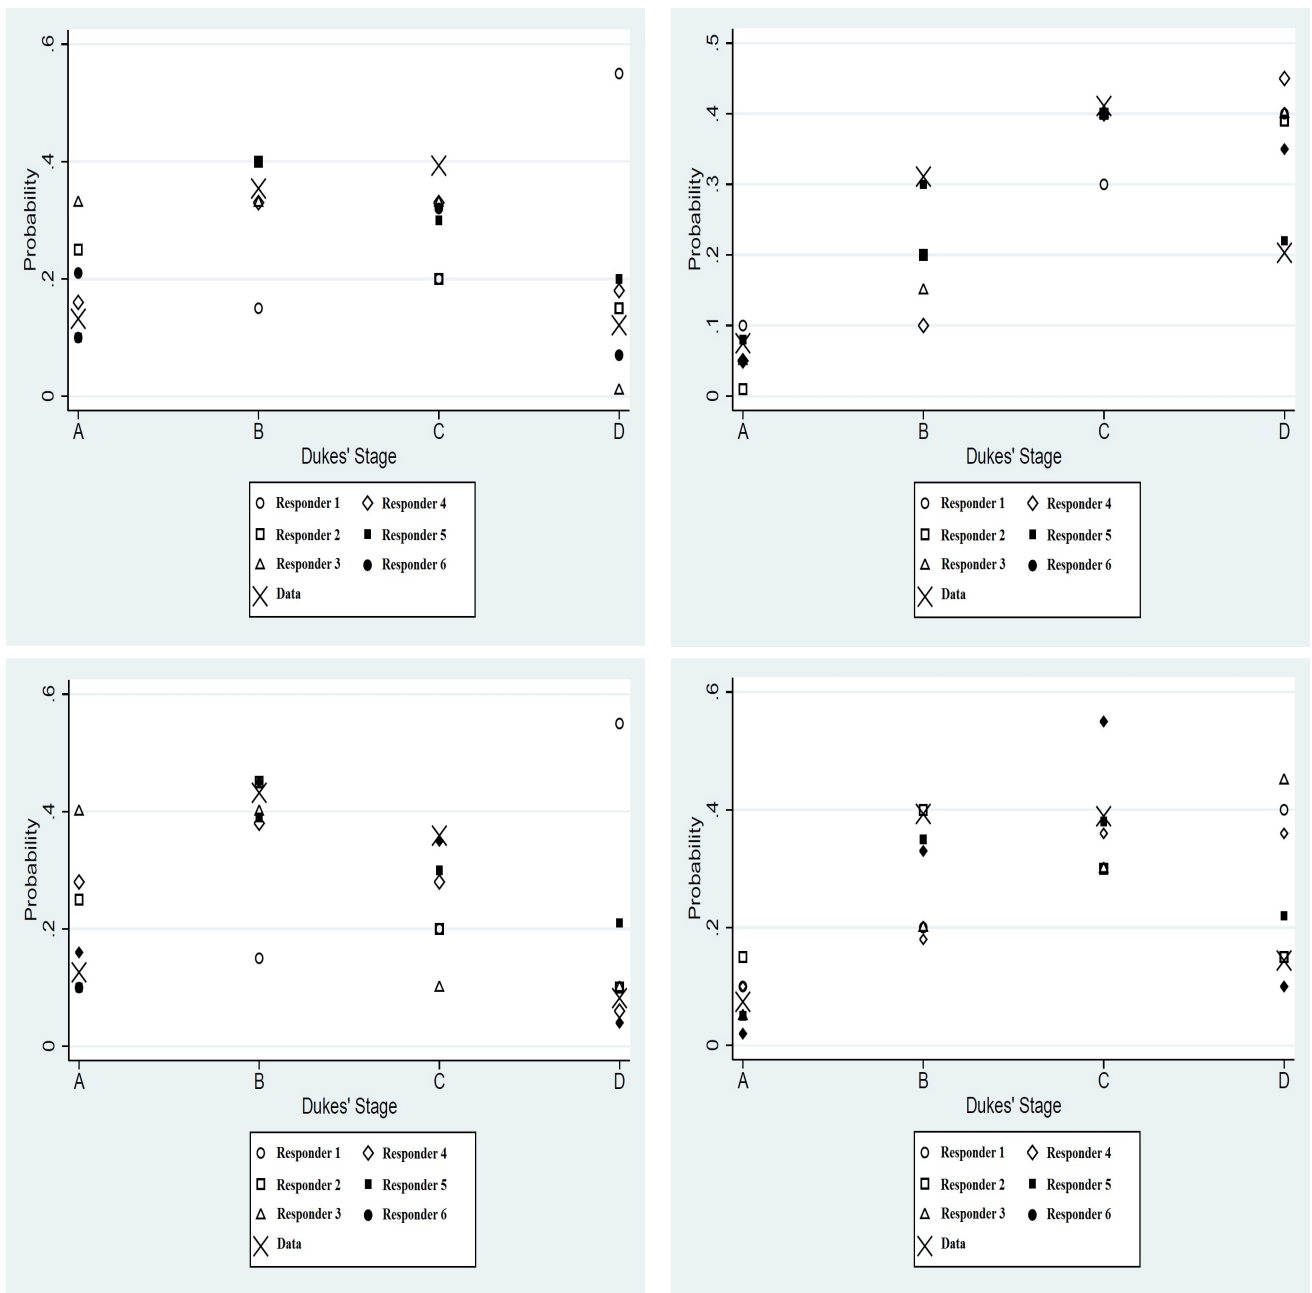 .6
.4
.2
0
Probability
A B C D
Dukes' Stage
Responder 1 Responder 4
Responder 2 Responder 5
Responder 3 Responder 6
Data
.5
.4
.3
.2
.1
0
Probability
A B C D
Dukes' Stage
Responder 1 Responder 4
Responder 2 Responder 5
Responder 3 Responder 6
Data
.6
.4
.2
0
Probability
A B C D
Dukes' Stage
Responder 1 Responder 4
Responder 2 Responder 5
Responder 3 Responder 6
Data
.6
.4
.2
0
Probability
A B C D
Dukes' Stage
Responder 1 Responder 4
Responder 2 Responder 5
Responder 3 Responder 6
Data